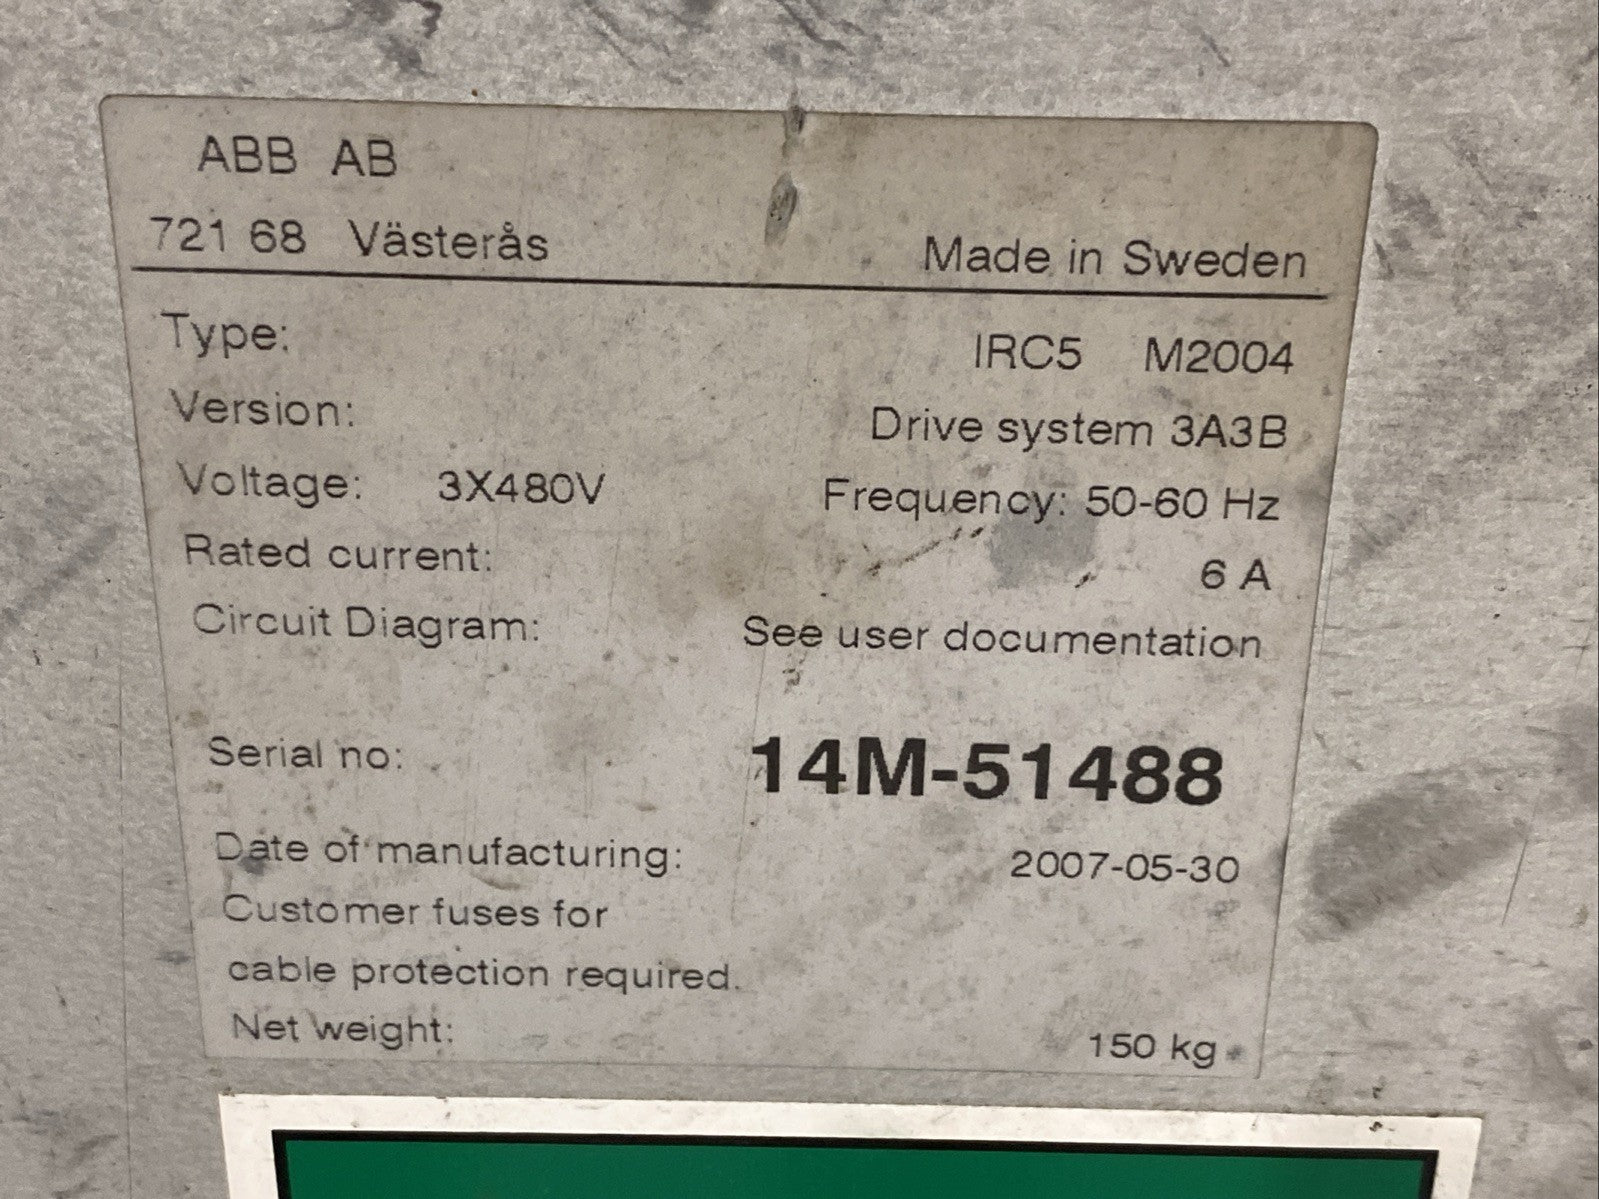 ABB AB
721 68 Västerås Made in Sweden
Type: IRC5 M2004
Version: Drive system 3A3B
Voltage: 3X480V Frequency: 50-60 Hz
Rated current: 6 A
Circuit Diagram: See user documentation
Serial no: 14M-51488
Date of manufacturing: 2007-05-30
Customer fuses for
cable protection required.
Net weight: 150 kg